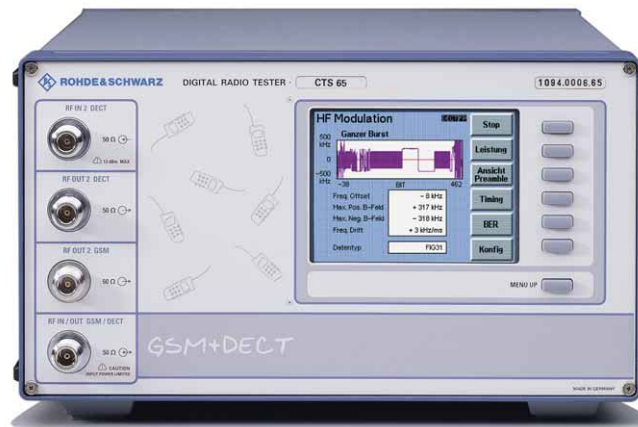 ROHDE&SCHWARZ
DIGITAL RADIO TESTER · CTS 65
1094.0006.65
RF IN 2 DECT
50 Ω
RF OUT 2 DECT
50 Ω
RF OUT 2 GSM
50 Ω
RF IN / OUT GSM / DECT
50 Ω
CAUTION
INPUT POWER LIMITED
HF Modulation
Ganzer Burst
500
kHz
0
-500
kHz
-38
BIT
462
Freq. Offset - 8 kHz
Max. Pos. B-Feld + 317 kHz
Max. Neg. B-Feld - 318 kHz
Freq. Drift + 3 kHz/ms
Datentyp FIG31
Stop
Leistung
Ansicht
Preamble
Timing
BER
Konfig
MENU UP
GSM+DECT
MADE IN GERMANY